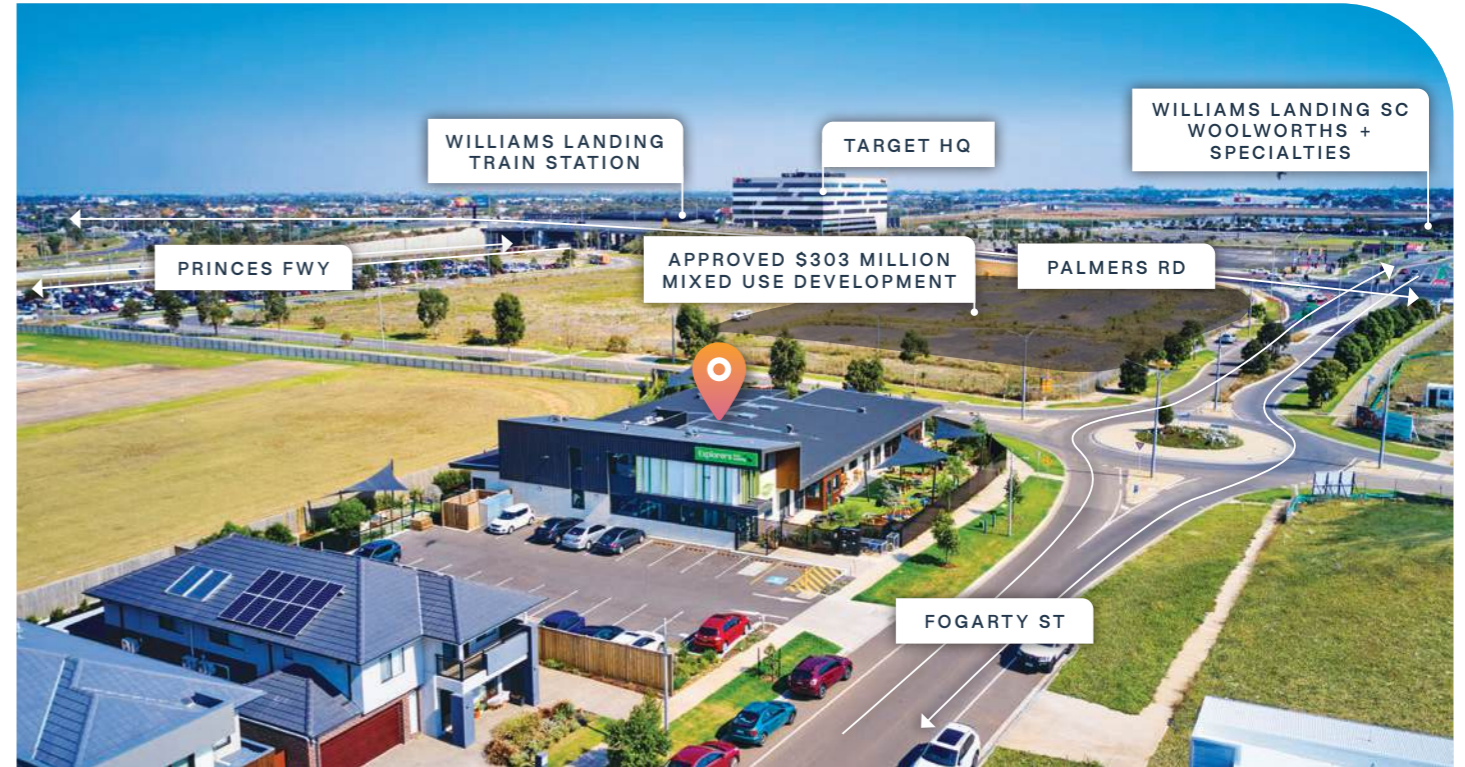 WILLIAMS LANDING
TRAIN STATION
TARGET HQ
WILLIAMS LANDING SC
WOOLWORTHS +
SPECIALTIES
PRINCES FWY
APPROVED $303 MILLION
MIXED USE DEVELOPMENT
PALMERS RD
Explorers
FOGARTY ST